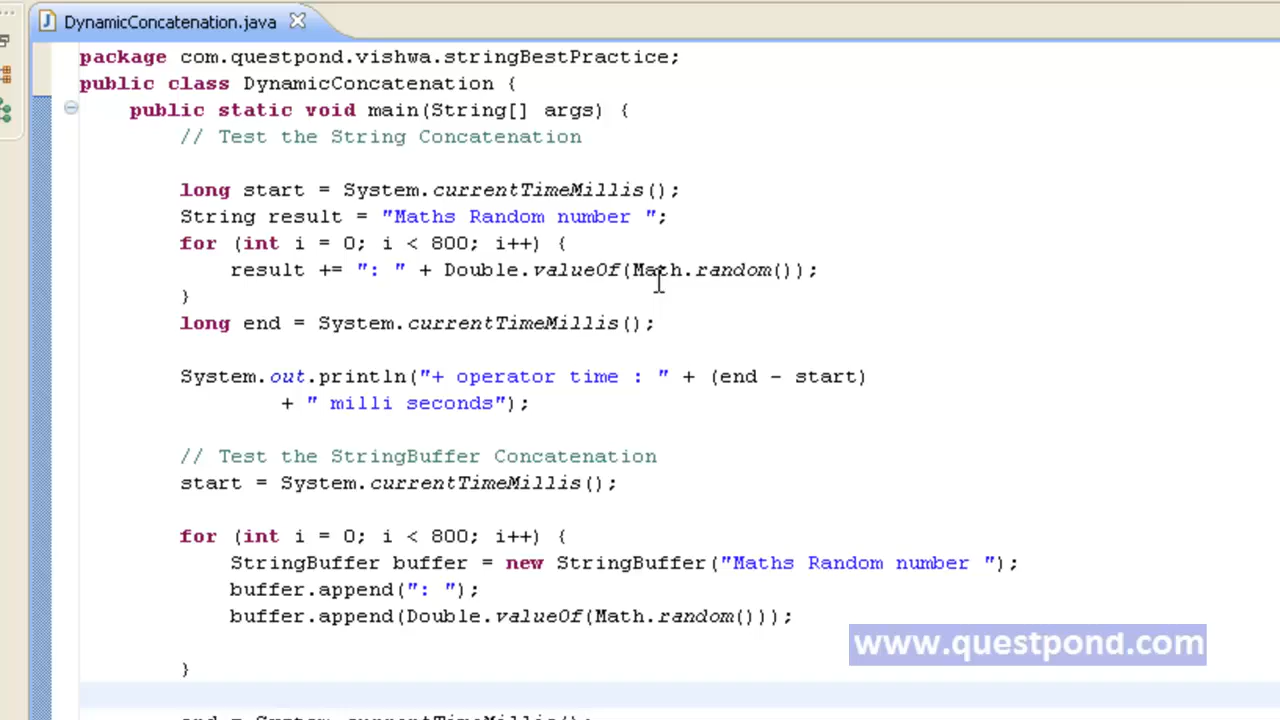 DynamicConcatenation.java
package com.questpond.vishwa.stringBestPractice;
public class DynamicConcatenation {
public static void main(String[] args) {
// Test the String Concatenation
long start = System.currentTimeMillis();
String result = "Maths Random number ";
for (int i = 0; i < 800; i++) {
result += ": " + Double.valueOf(Math.random());
}
long end = System.currentTimeMillis();
System.out.println("+ operator time : " + (end - start)
+ " milli seconds");
// Test the StringBuffer Concatenation
start = System.currentTimeMillis();
for (int i = 0; i < 800; i++) {
StringBuffer buffer = new StringBuffer("Maths Random number ");
buffer.append(": ");
buffer.append(Double.valueOf(Math.random()));
www.questpond.com
}
end = System.currentTimeMillis();